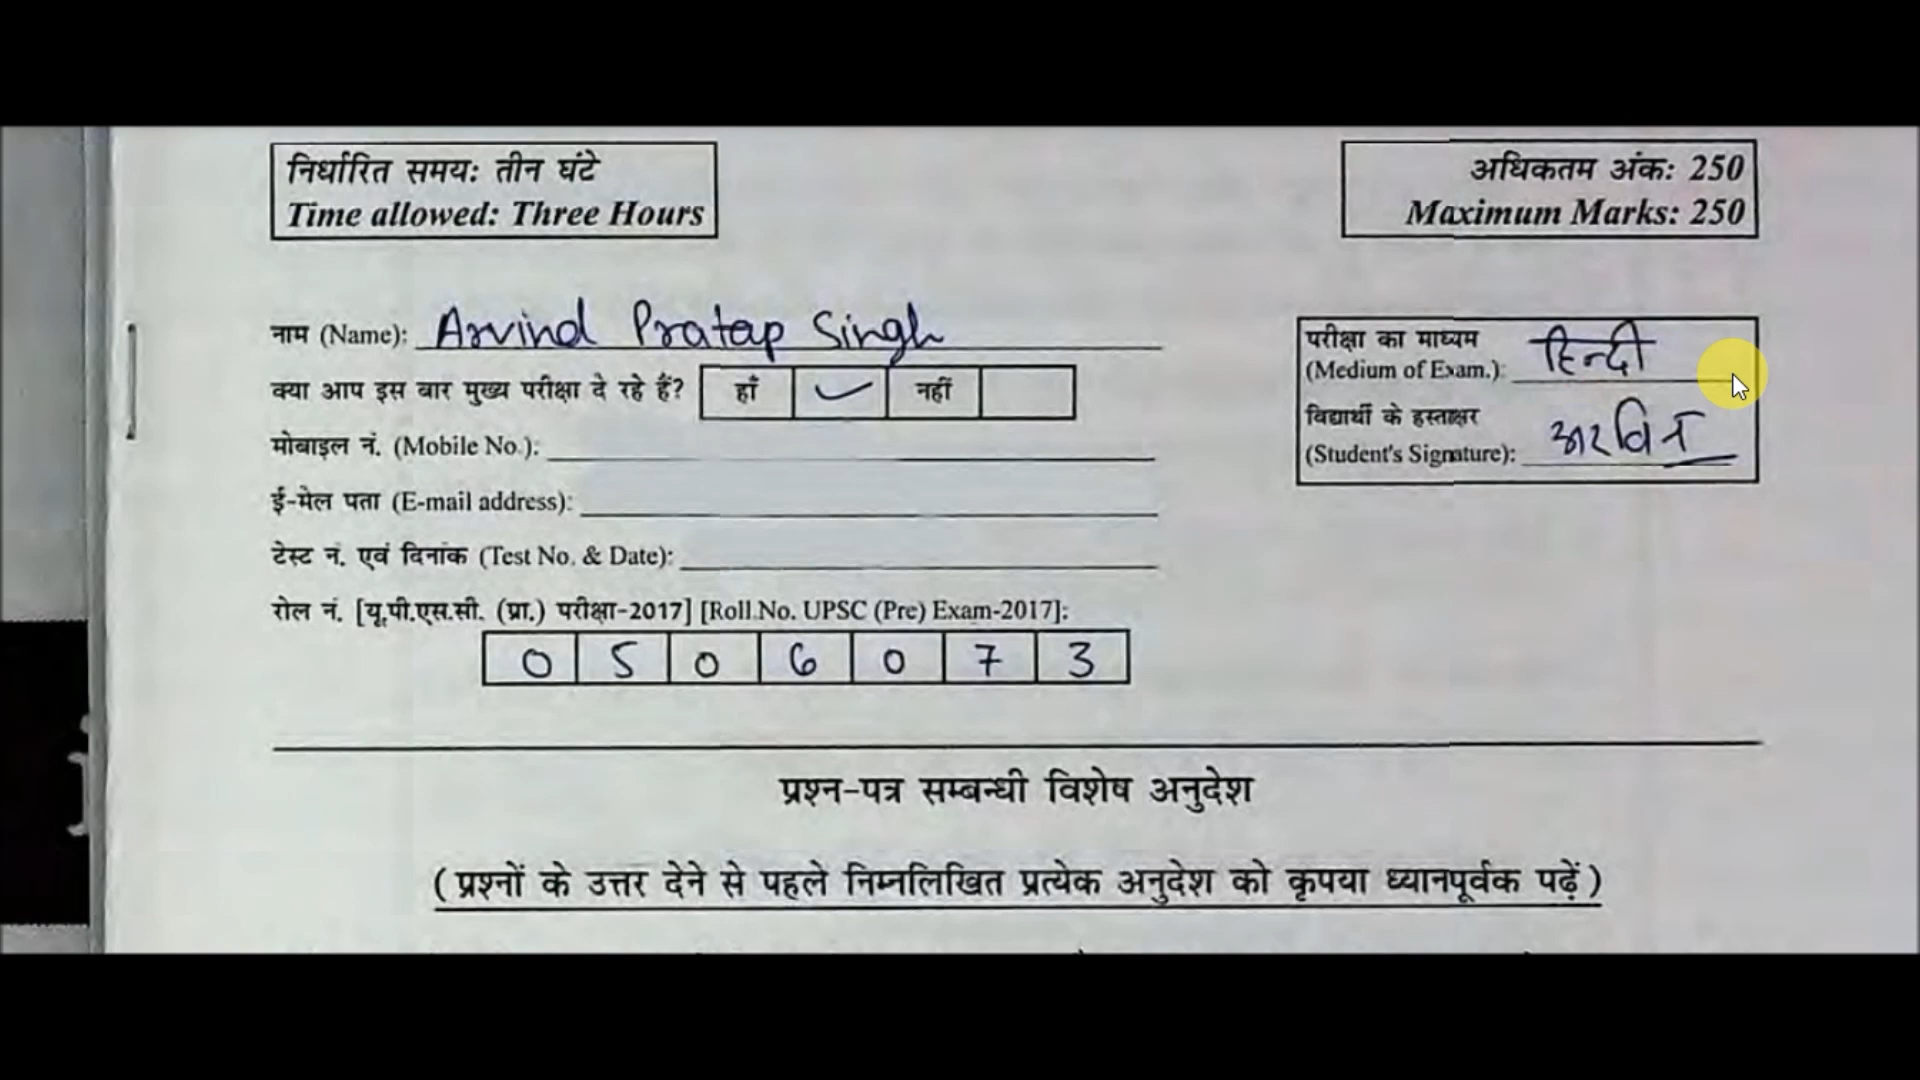 निर्धारित समय: तीन घंटे
Time allowed: Three Hours
अधिकतम अंक: 250
Maximum Marks: 250
नाम (Name): Arvind Pratap Singh
क्या आप इस बार मुख्य परीक्षा दे रहे हैं? हाँ ✓ नहीं
मोबाइल नं. (Mobile No.):
ई-मेल पता (E-mail address):
टेस्ट नं. एवं दिनांक (Test No. & Date):
रोल नं. [यू.पी.एस.सी. (प्रा.) परीक्षा-2017] [Roll.No. UPSC (Pre) Exam-2017]:
0 5 0 6 0 7 3
परीक्षा का माध्यम
(Medium of Exam.): हिन्दी
विद्यार्थी के हस्ताक्षर
(Student's Signature):
प्रश्न-पत्र सम्बन्धी विशेष अनुदेश
(प्रश्नों के उत्तर देने से पहले निम्नलिखित प्रत्येक अनुदेश को कृपया ध्यानपूर्वक पढ़ें)